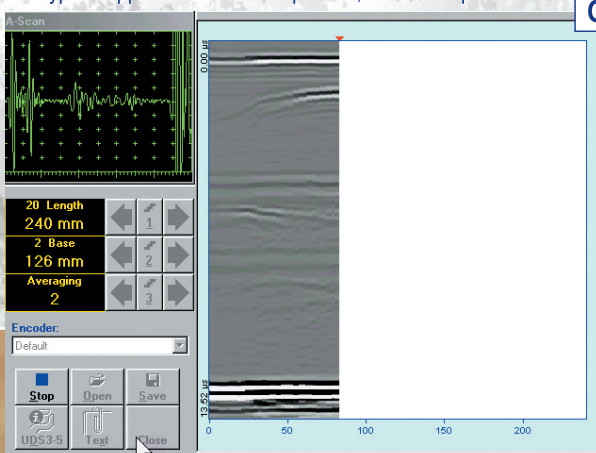 A-Scan
20 Length
240 mm
1
2 Base
126 mm
2
Averaging
2
3
Encoder:
Default
Stop
Open
Save
UDS3-5
Text
Close
0.00 µs
13.52 µs
0 50 100 150 200